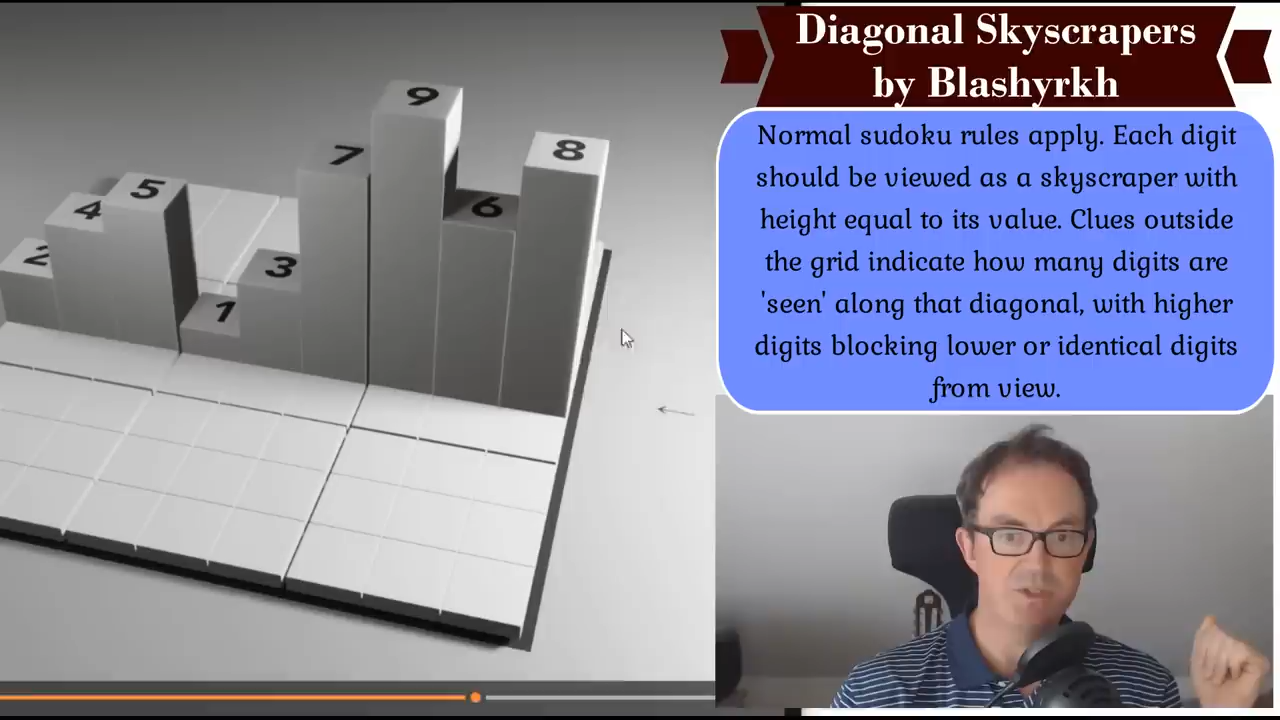 Diagonal Skyscrapers
by Blashyrkh
Normal sudoku rules apply. Each digit
should be viewed as a skyscraper with
height equal to its value. Clues outside
the grid indicate how many digits are
'seen' along that diagonal, with higher
digits blocking lower or identical digits
from view.
2 4 5 1 3 7 9 6 8